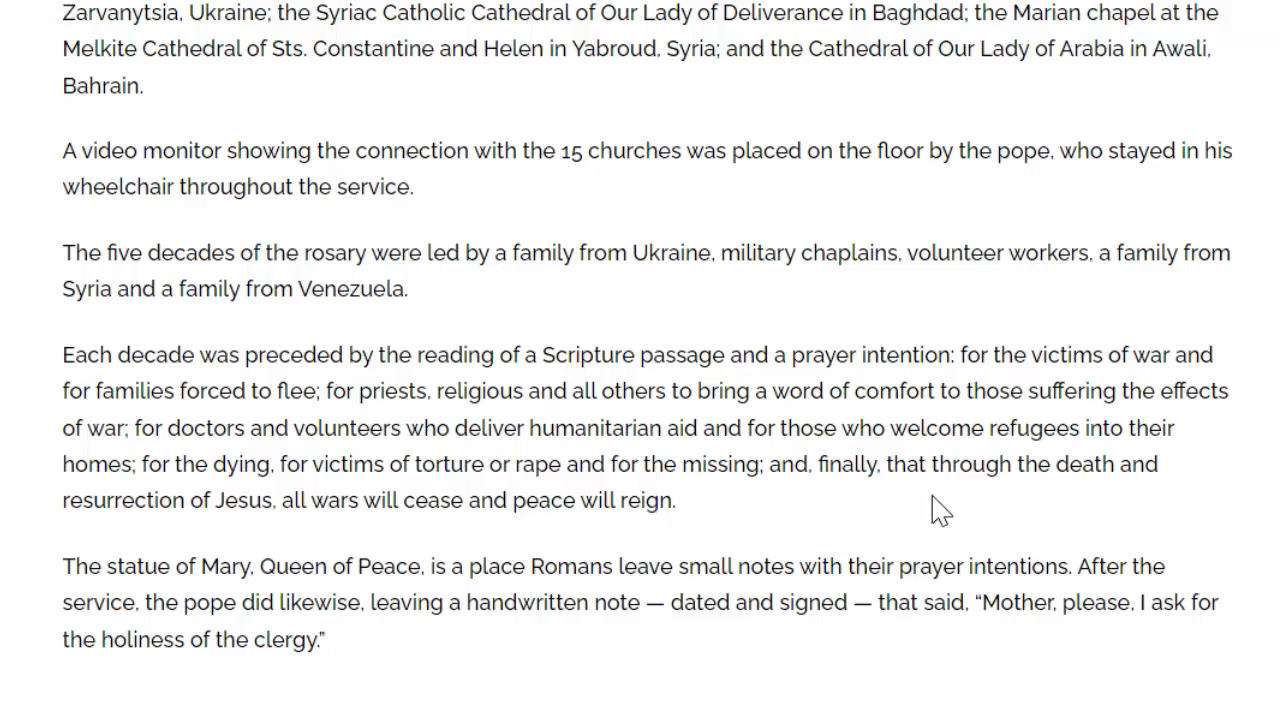 Zarvanytsia, Ukraine; the Syriac Catholic Cathedral of Our Lady of Deliverance in Baghdad; the Marian chapel at the
Melkite Cathedral of Sts. Constantine and Helen in Yabroud, Syria; and the Cathedral of Our Lady of Arabia in Awali,
Bahrain.
A video monitor showing the connection with the 15 churches was placed on the floor by the pope, who stayed in his
wheelchair throughout the service.
The five decades of the rosary were led by a family from Ukraine, military chaplains, volunteer workers, a family from
Syria and a family from Venezuela.
Each decade was preceded by the reading of a Scripture passage and a prayer intention: for the victims of war and
for families forced to flee; for priests, religious and all others to bring a word of comfort to those suffering the effects
of war; for doctors and volunteers who deliver humanitarian aid and for those who welcome refugees into their
homes; for the dying, for victims of torture or rape and for the missing; and, finally, that through the death and
resurrection of Jesus, all wars will cease and peace will reign.
The statue of Mary, Queen of Peace, is a place Romans leave small notes with their prayer intentions. After the
service, the pope did likewise, leaving a handwritten note — dated and signed — that said, “Mother, please, I ask for
the holiness of the clergy.”